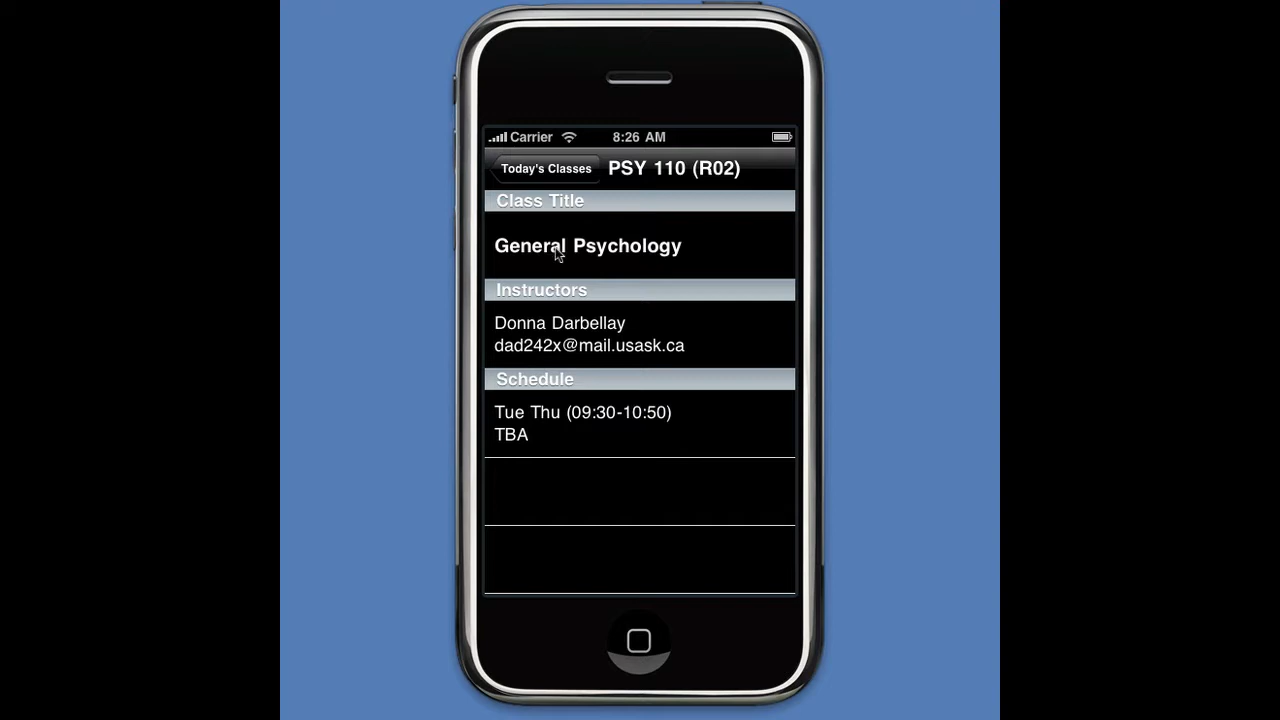 Carrier 8:26 AM
Today's Classes PSY 110 (R02)
Class Title
General Psychology
Instructors
Donna Darbellay
dad242x@mail.usask.ca
Schedule
Tue Thu (09:30-10:50)
TBA